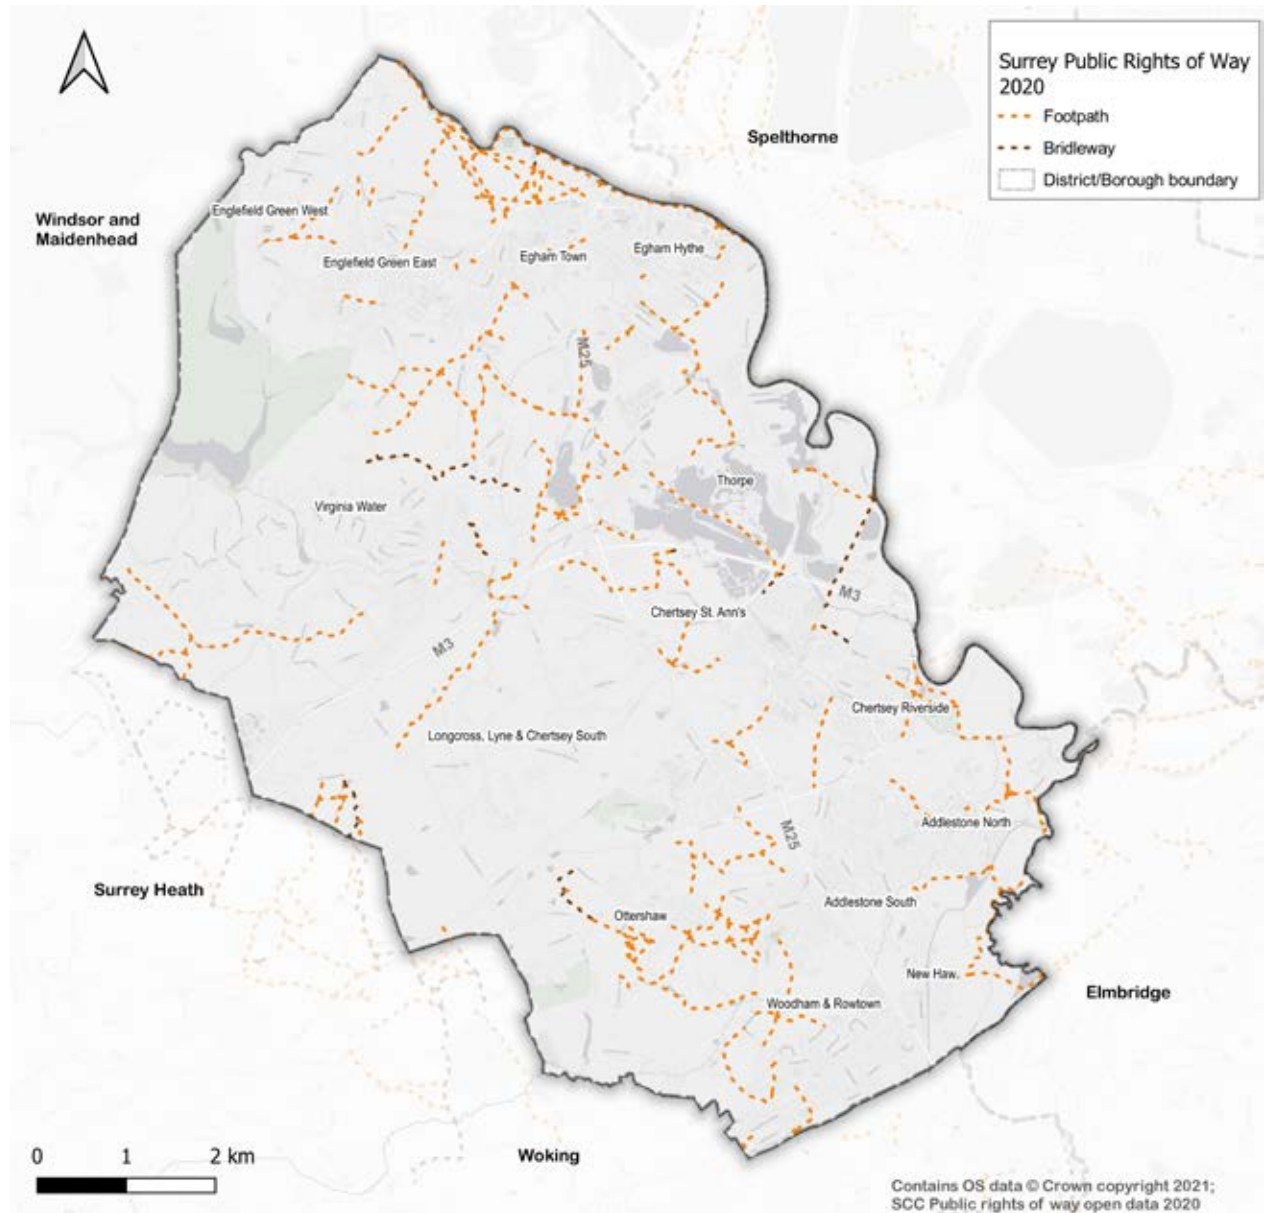 Surrey Public Rights of Way
2020
Footpath
Bridleway
District/Borough boundary
Spelthorne
Windsor and
Maidenhead
Englefield Green West
Englefield Green East
Egham Town
Egham Hythe
M25
Thorpe
Virginia Water
M3
Chertsey St. Ann's
M3
Chertsey Riverside
Longcross, Lyne & Chertsey South
M25
Addlestone North
Surrey Heath
Addlestone South
Ottershaw
New Haw.
Elmbridge
Woodham & Rowtown
Woking
0 1 2 km
Contains OS data © Crown copyright 2021;
SCC Public rights of way open data 2020